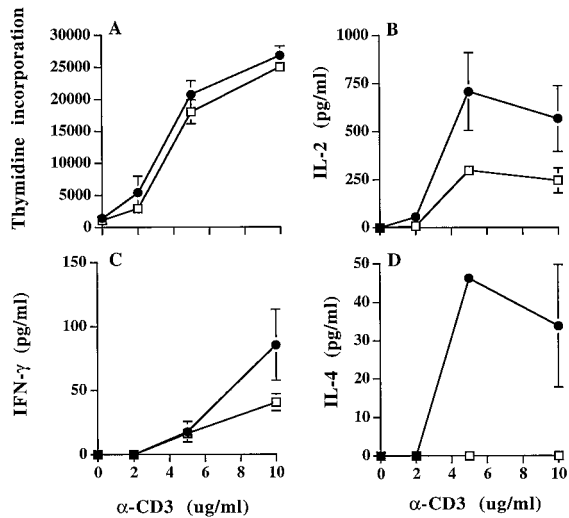 A
Thymidine incorporation
30000
25000
20000
15000
10000
5000
0
B
IL-2 (pg/ml)
1000
750
500
250
0
C
IFN-γ (pg/ml)
150
100
50
0
0 2 4 6 8 10
α-CD3 (ug/ml)
D
IL-4 (pg/ml)
50
40
30
20
10
0
0 2 4 6 8 10
α-CD3 (ug/ml)